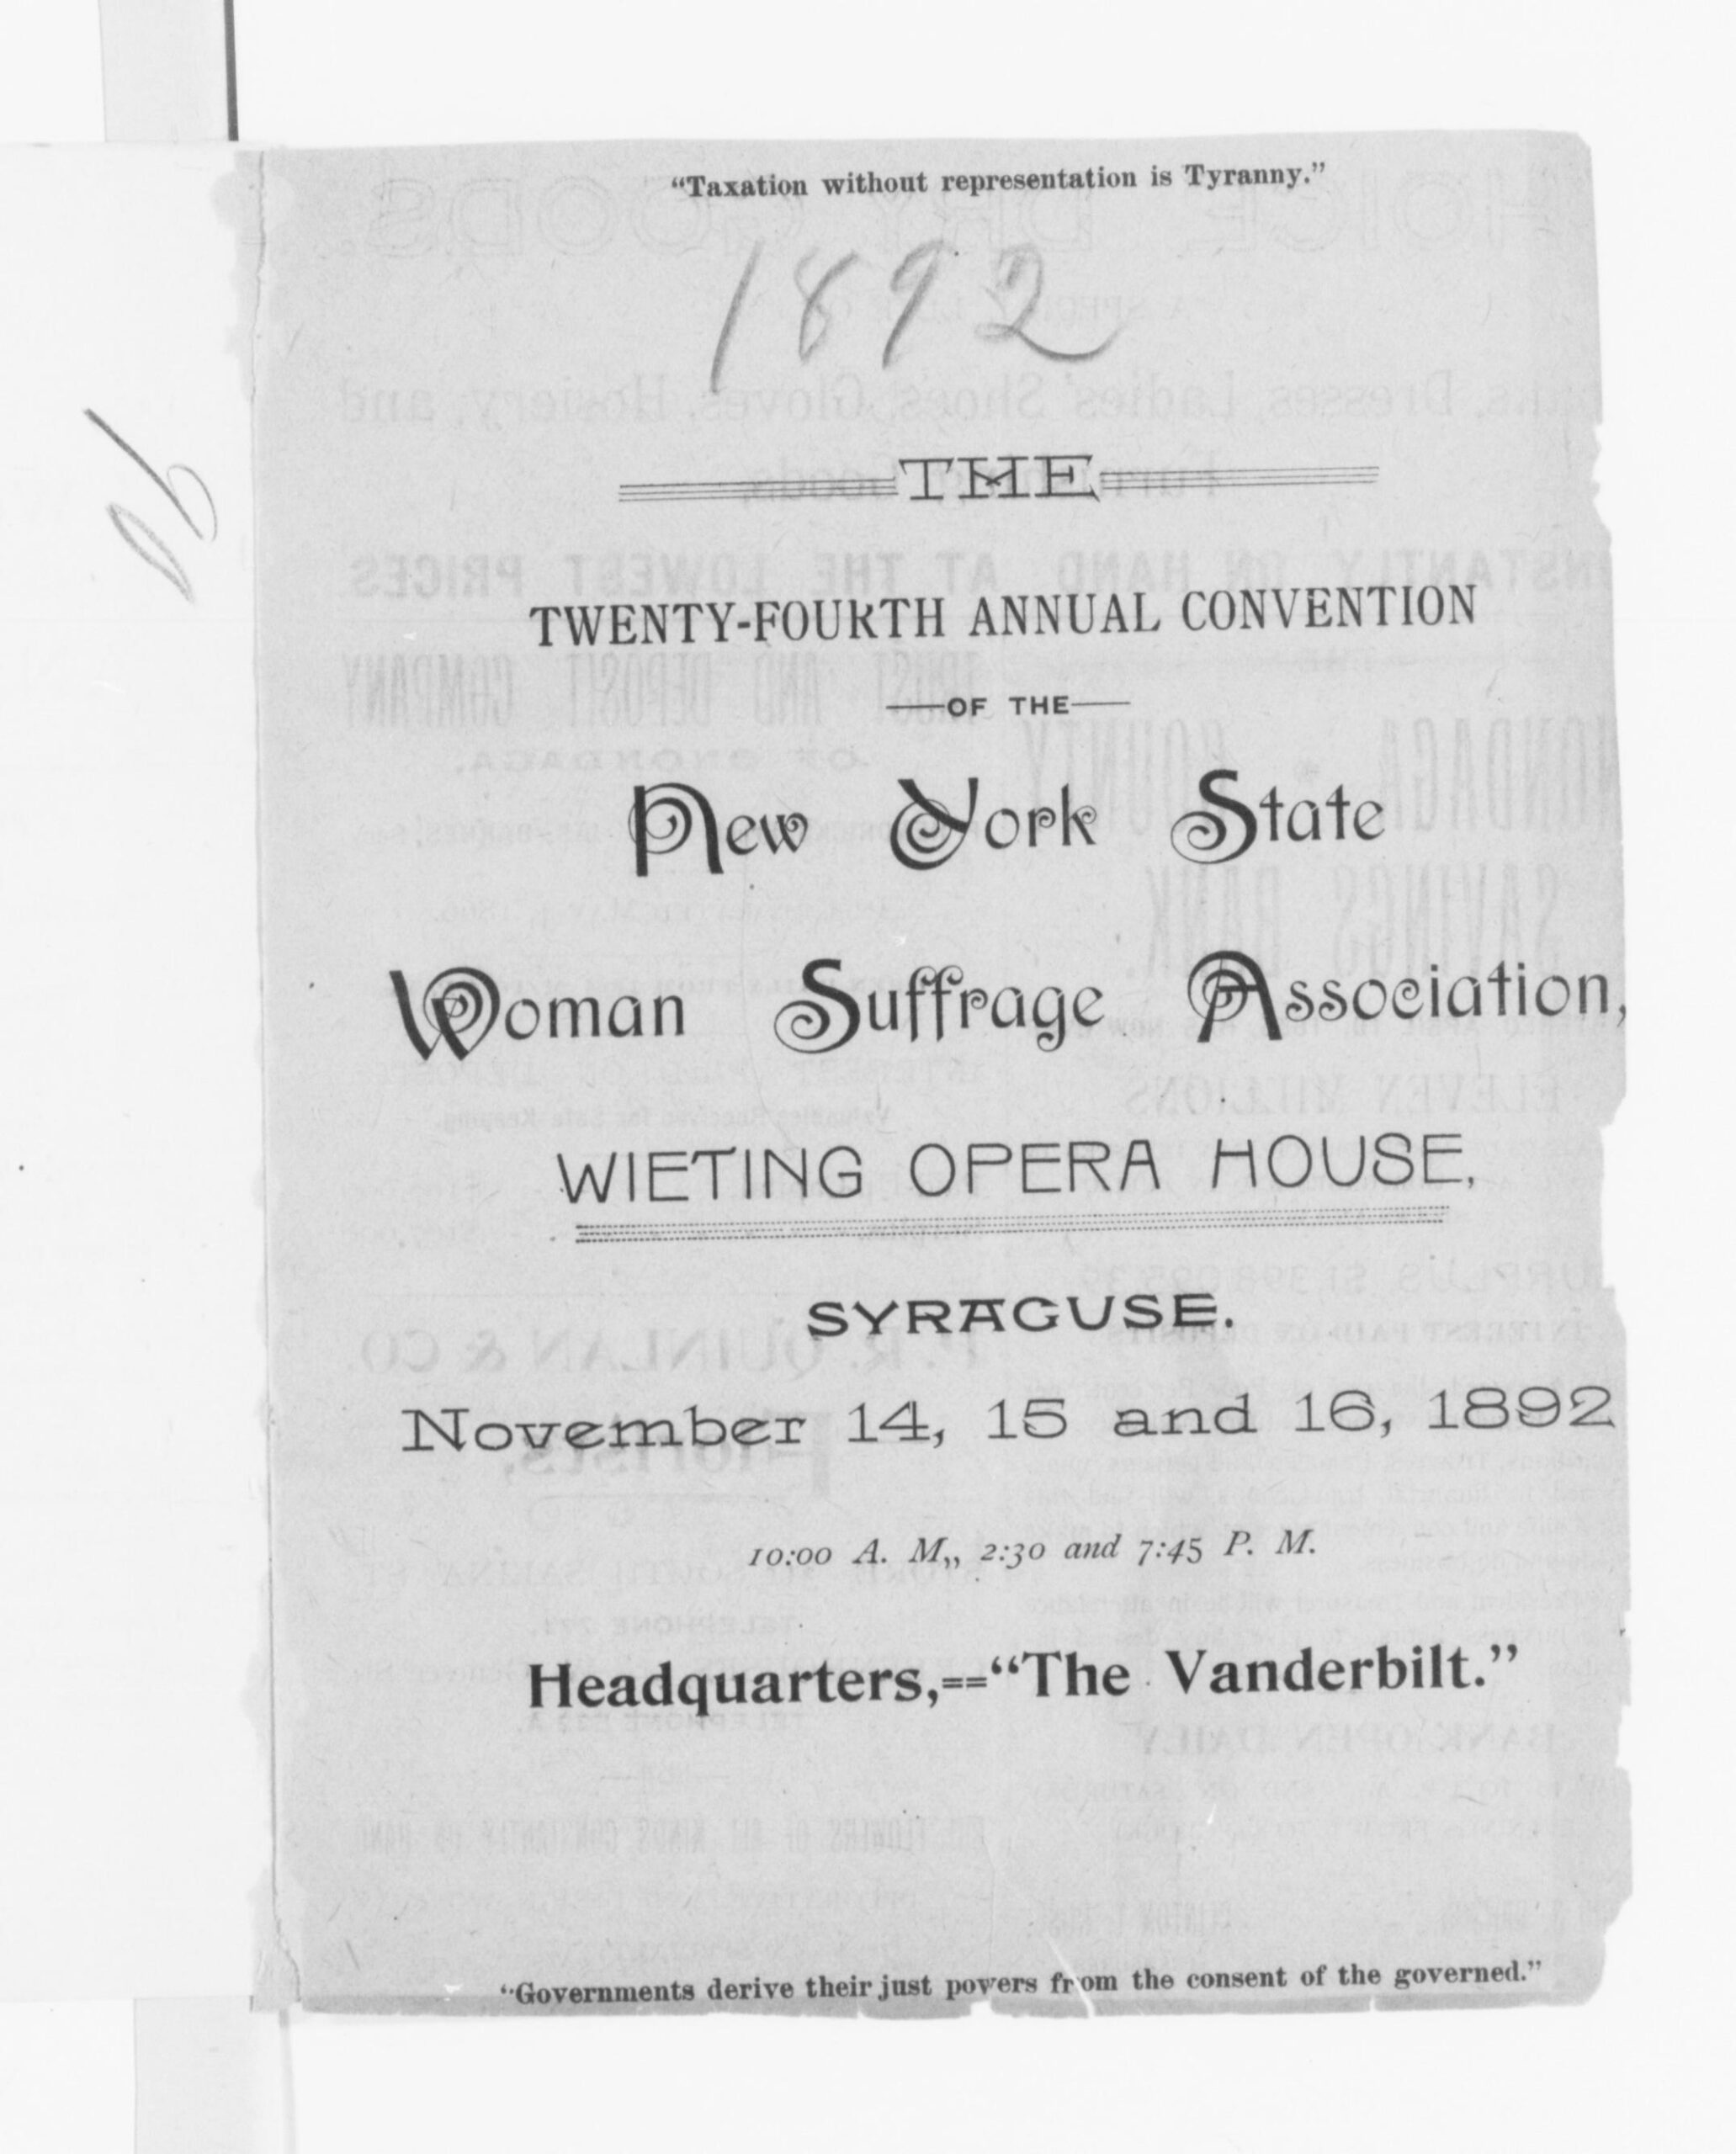 "Taxation without representation is Tyranny."
1892
THE
TWENTY-FOURTH ANNUAL CONVENTION
—OF THE—
New York State
Woman Suffrage Association,
WIETING OPERA HOUSE,
SYRACUSE.
November 14, 15 and 16, 1892
10:00 A. M,, 2:30 and 7:45 P. M.
Headquarters,=="The Vanderbilt."
"Governments derive their just powers from the consent of the governed."